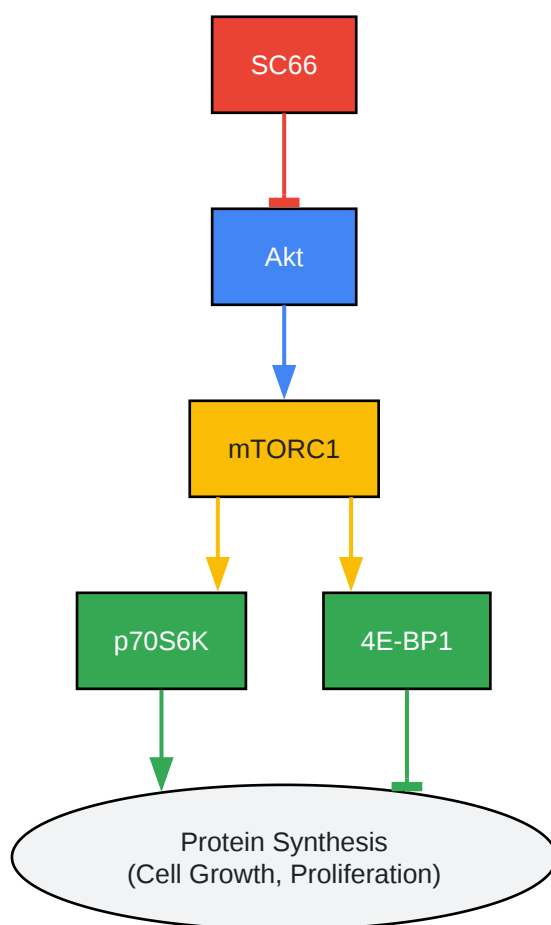 SC66
Akt
mTORC1
p70S6K
4E-BP1
Protein Synthesis
(Cell Growth, Proliferation)